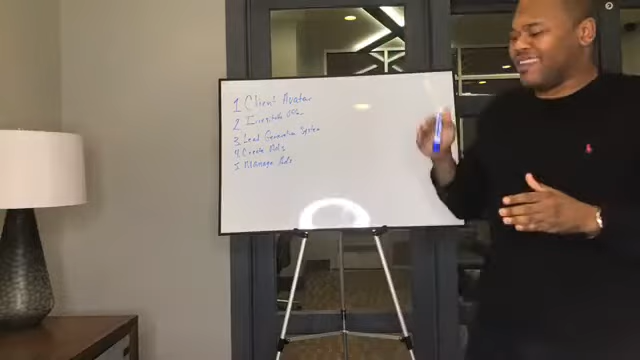 1 Client Avatar
2. Irresistible Offer
3. Lead Generation System
4. Create Ads
5. Manage Ads